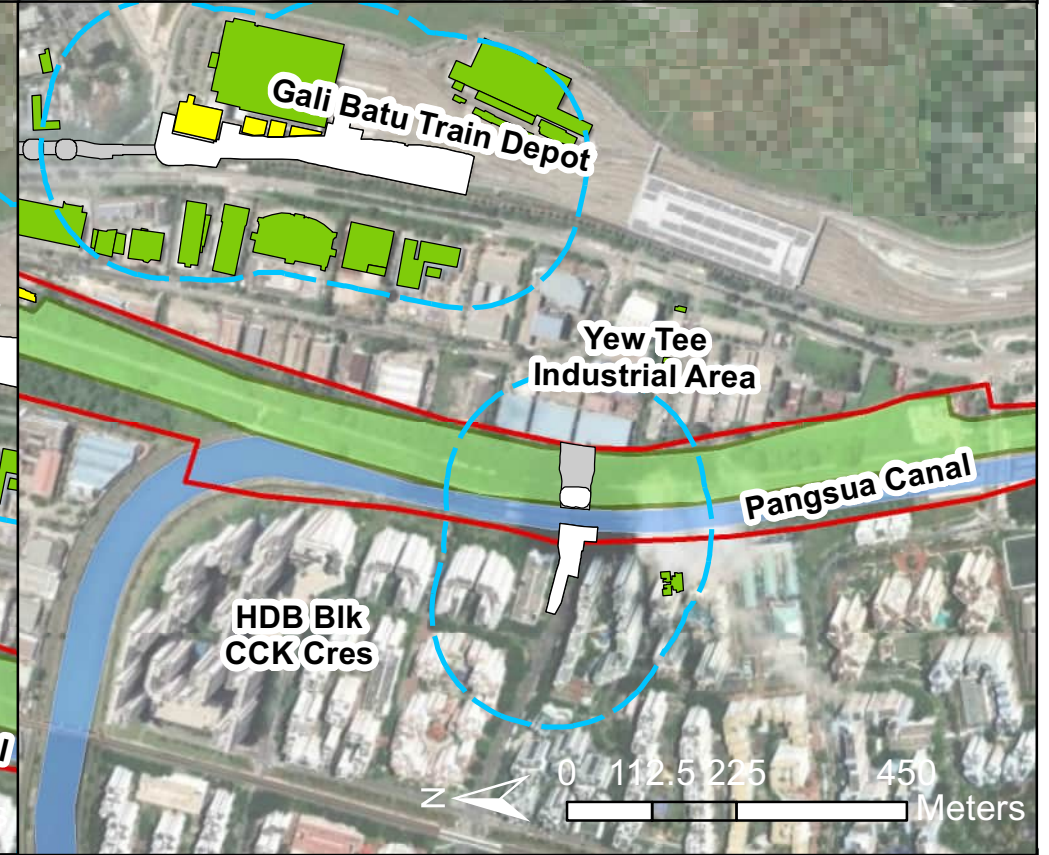 Gali Batu Train Depot
Yew Tee
Industrial Area
Pangsua Canal
HDB Blk
CCK Cres
l
N
0 112.5 225 450
Meters